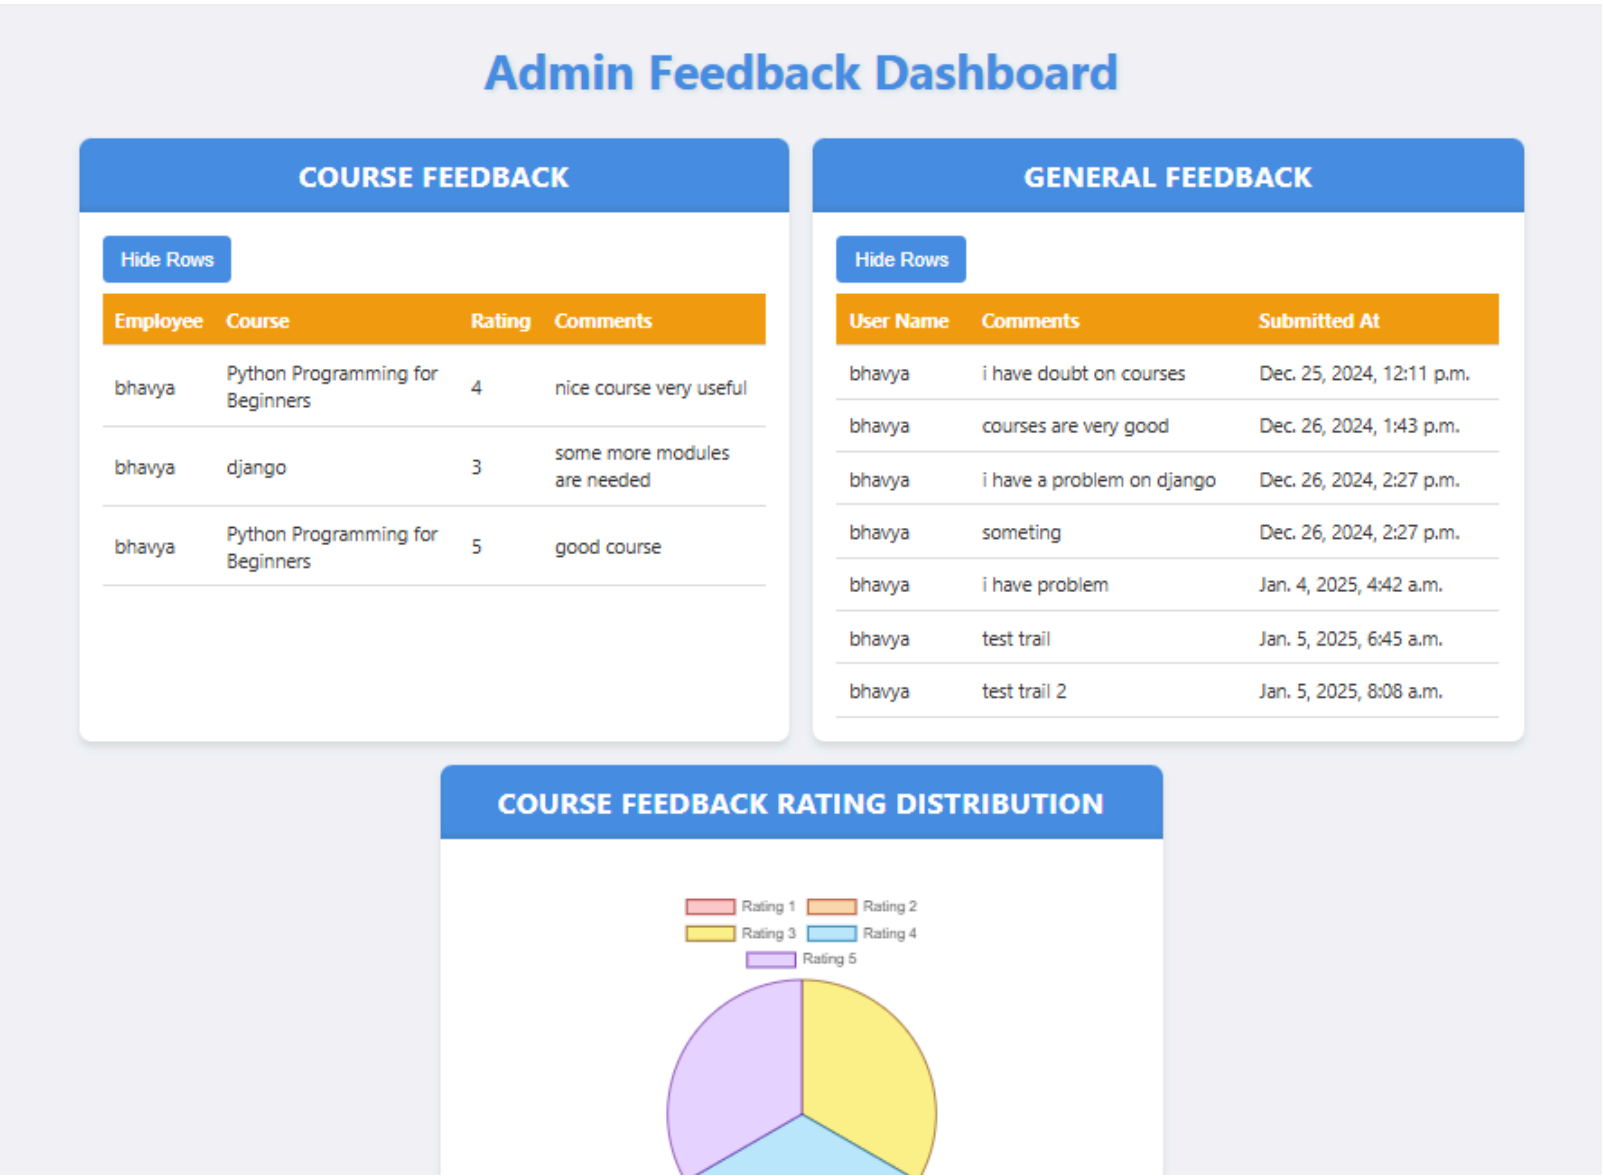 Admin Feedback Dashboard
COURSE FEEDBACK
Hide Rows
Employee Course Rating Comments
bhavya Python Programming for Beginners 4 nice course very useful
bhavya django 3 some more modules are needed
bhavya Python Programming for Beginners 5 good course
GENERAL FEEDBACK
Hide Rows
User Name Comments Submitted At
bhavya i have doubt on courses Dec. 25, 2024, 12:11 p.m.
bhavya courses are very good Dec. 26, 2024, 1:43 p.m.
bhavya i have a problem on django Dec. 26, 2024, 2:27 p.m.
bhavya someting Dec. 26, 2024, 2:27 p.m.
bhavya i have problem Jan. 4, 2025, 4:42 a.m.
bhavya test trail Jan. 5, 2025, 6:45 a.m.
bhavya test trail 2 Jan. 5, 2025, 8:08 a.m.
COURSE FEEDBACK RATING DISTRIBUTION
Rating 1 Rating 2
Rating 3 Rating 4
Rating 5